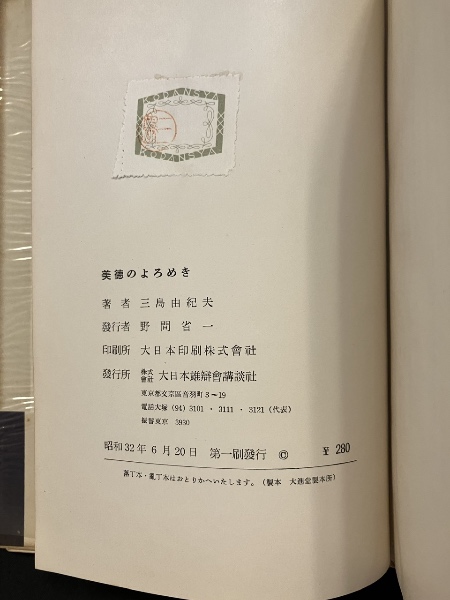 KODANSYA
KODANSYA
美徳のよろめき
著者 三島由紀夫
發行者 野間省一
印刷所 大日本印刷株式會社
發行所 株式會社 大日本雄辯會講談社
東京都文京區音羽町3〜19
電話大塚(94)3101・3111・3121(代表)
振替東京 3930
昭和32年6月20日 第一刷發行 © ¥280
落丁本・亂丁本はおとりかへいたします。(製本 大進堂製本所)